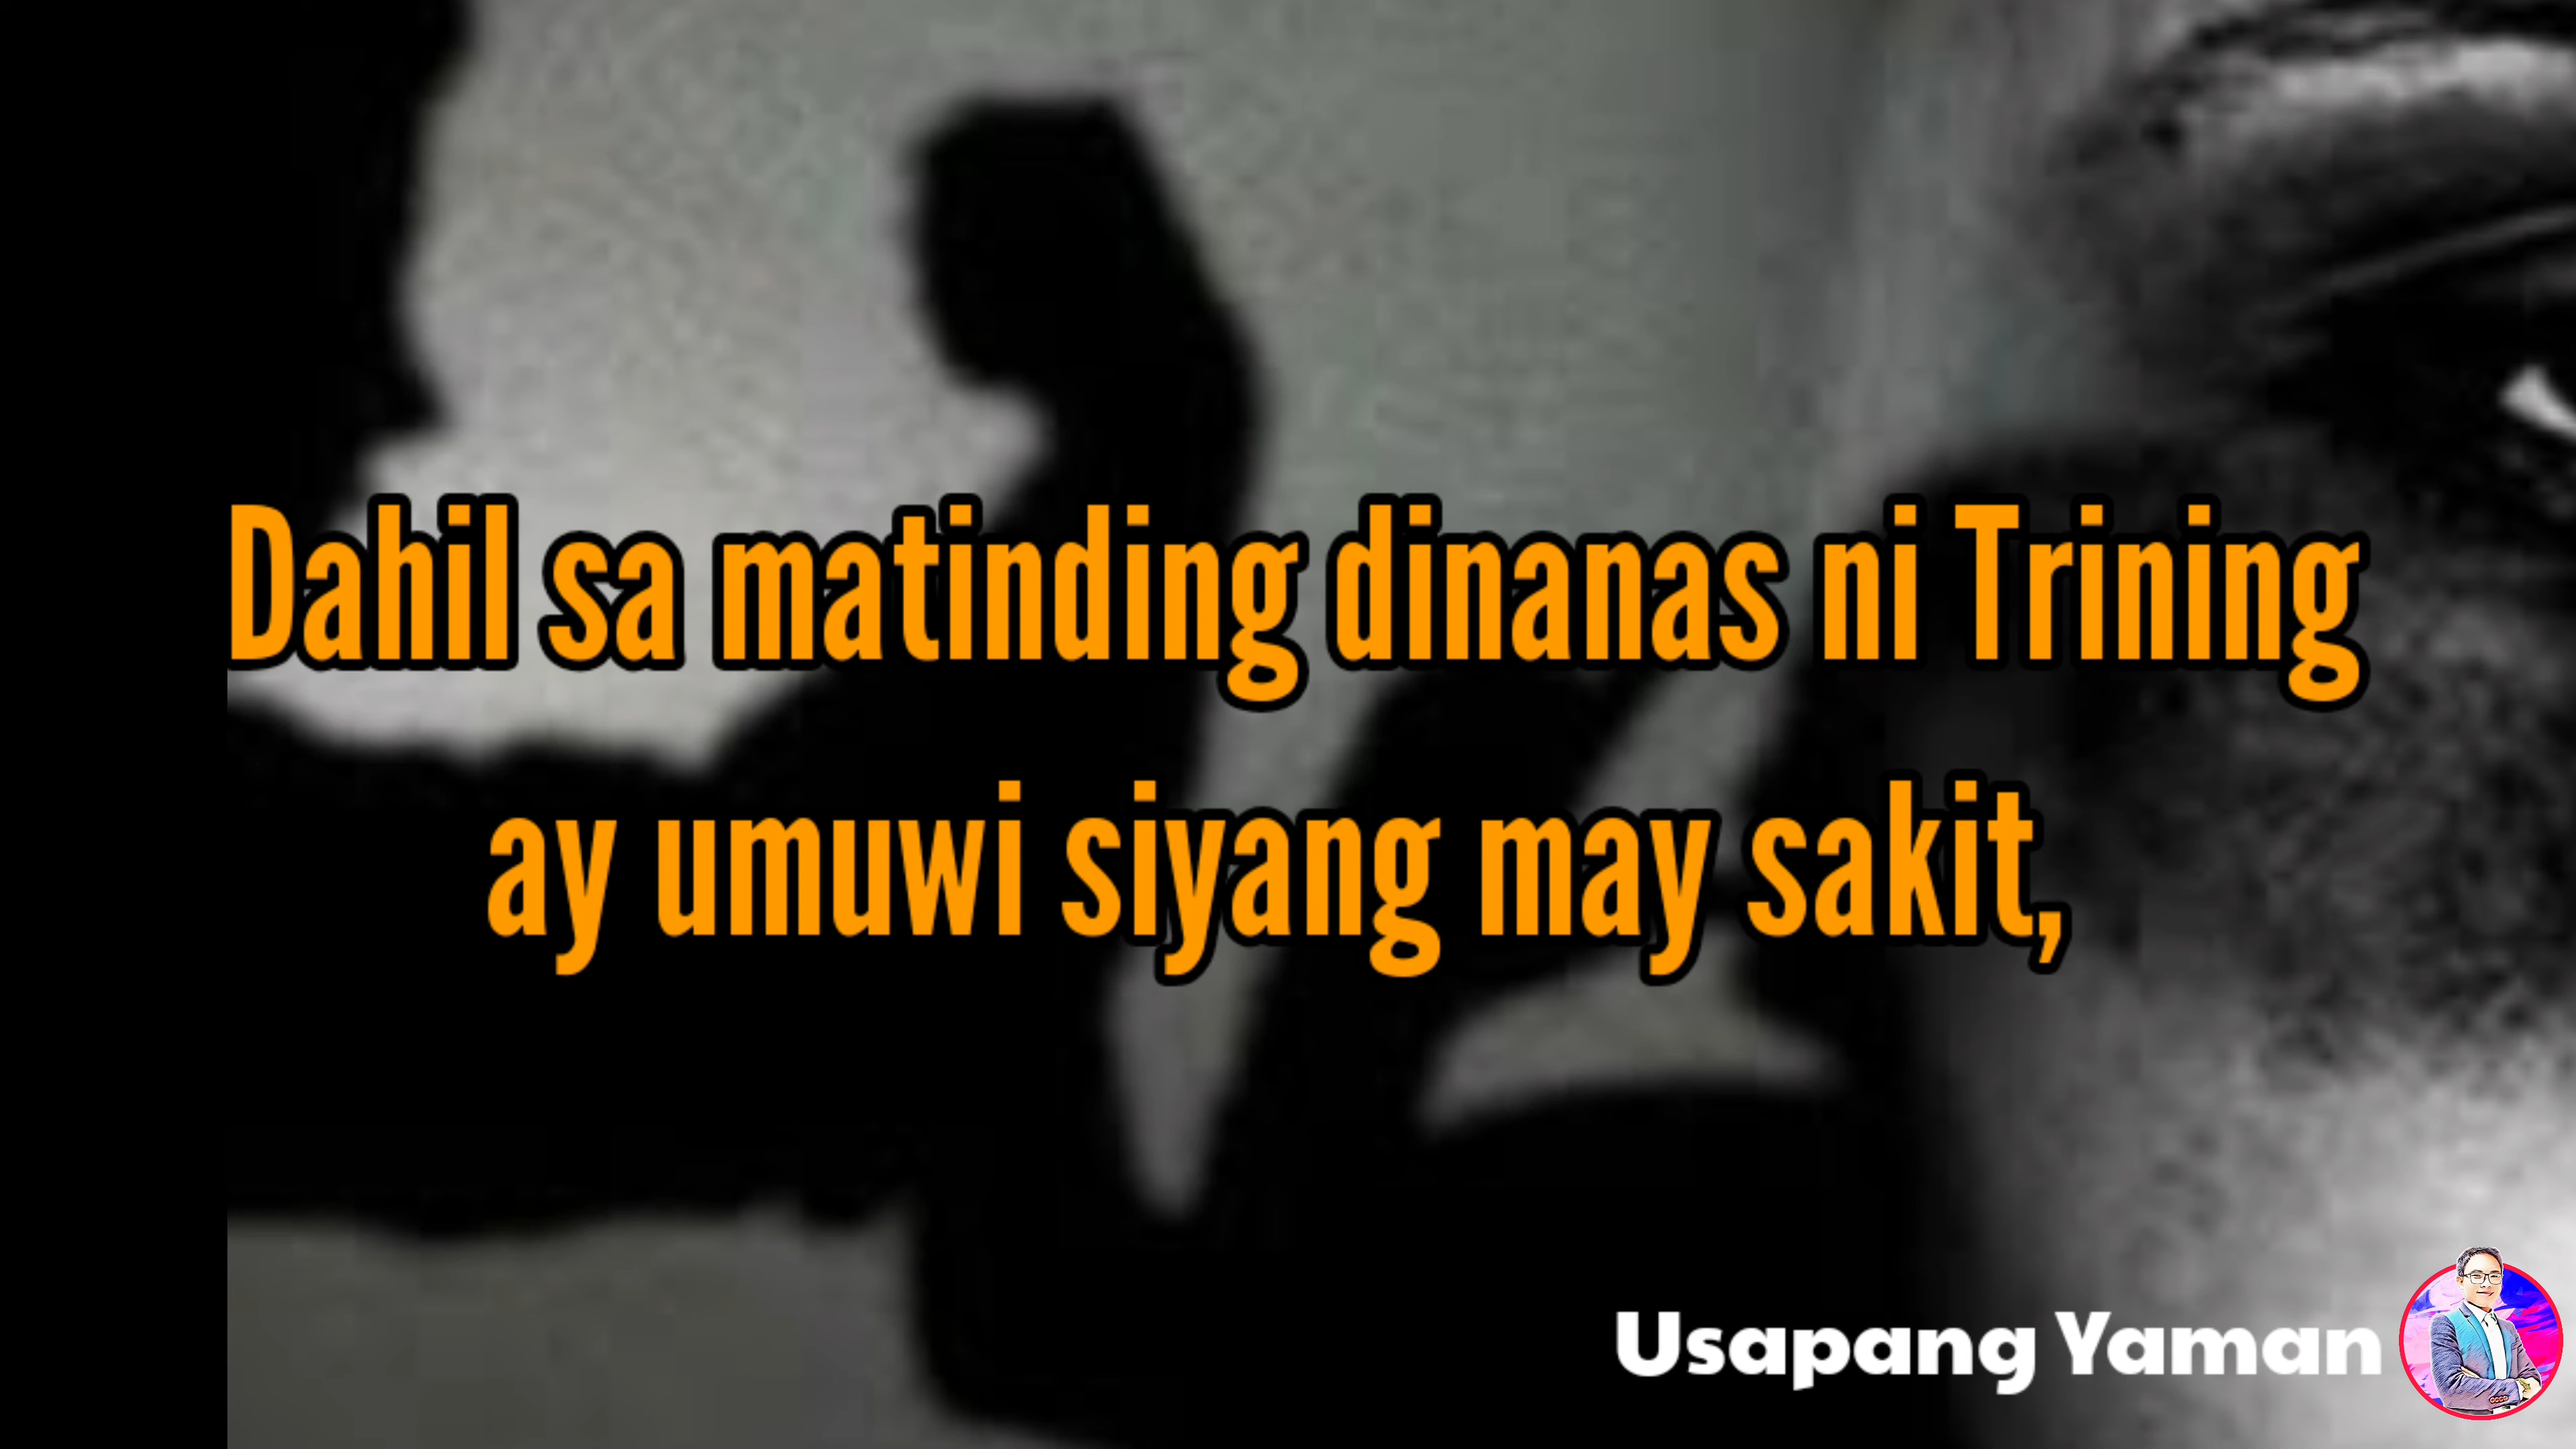 Dahil sa matinding dinanas ni Trining
ay umuwi siyang may sakit,
Usapang Yaman